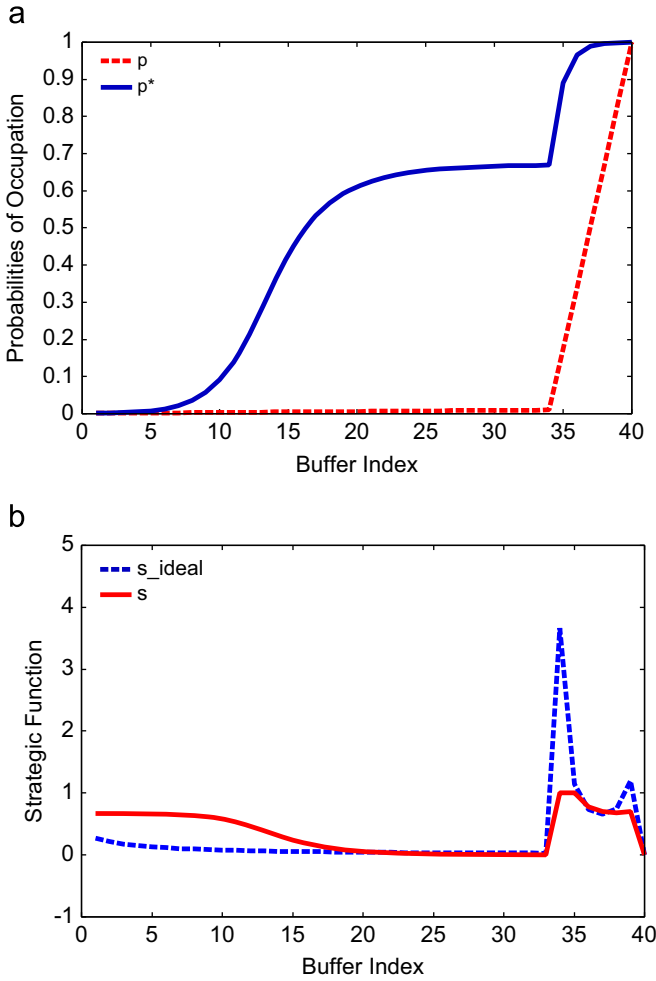 a
1
0.9
0.8
0.7
0.6
0.5
0.4
0.3
0.2
0.1
0
Probabilities of Occupation
p
p*
0 5 10 15 20 25 30 35 40
Buffer Index
b
5
4
3
2
1
0
-1
Strategic Function
s_ideal
s
0 5 10 15 20 25 30 35 40
Buffer Index